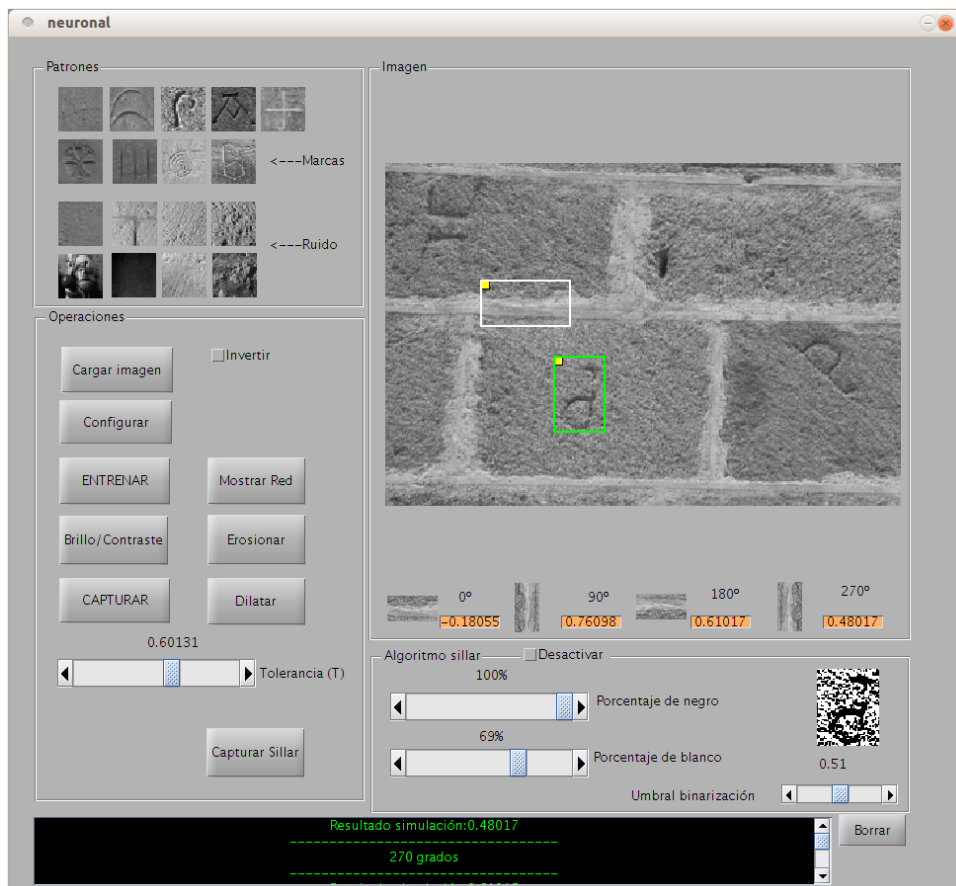 neuronal
Patrones
<---Marcas
<---Ruido
Operaciones
Cargar imagen
Invertir
Configurar
ENTRENAR
Mostrar Red
Brillo/Contraste
Erosionar
CAPTURAR
Dilatar
0.60131
Tolerancia (T)
Capturar Sillar
Imagen
0º
90º
180º
270º
-0.18055
0.76098
0.61017
0.48017
Algoritmo sillar
Desactivar
100%
Porcentaje de negro
69%
Porcentaje de blanco
0.51
Umbral binarización
Resultado simulación:0.48017
----------------------------------
270 grados
----------------------------------
Borrar